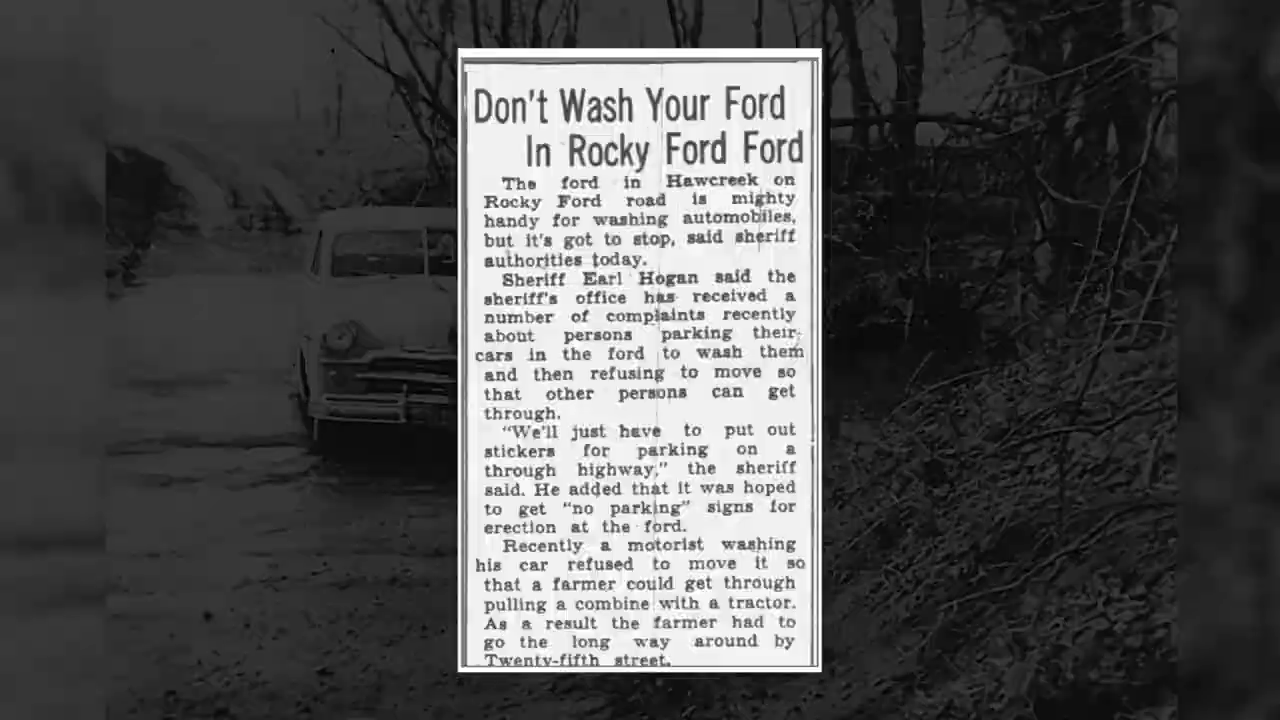 Don't Wash Your Ford
In Rocky Ford Ford
The ford in Hawcreek on
Rocky Ford road is mighty
handy for washing automobiles,
but it's got to stop, said sheriff
authorities today.
Sheriff Earl Hogan said the
sheriff's office has received a
number of complaints recently
about persons parking their
cars in the ford to wash them
and then refusing to move so
that other persons can get
through.
"We'll just have to put out
stickers for parking on a
through highway," the sheriff
said. He added that it was hoped
to get "no parking" signs for
erection at the ford.
Recently a motorist washing
his car refused to move it so
that a farmer could get through
pulling a combine with a tractor.
As a result the farmer had to
go the long way around by
Twenty-fifth street.